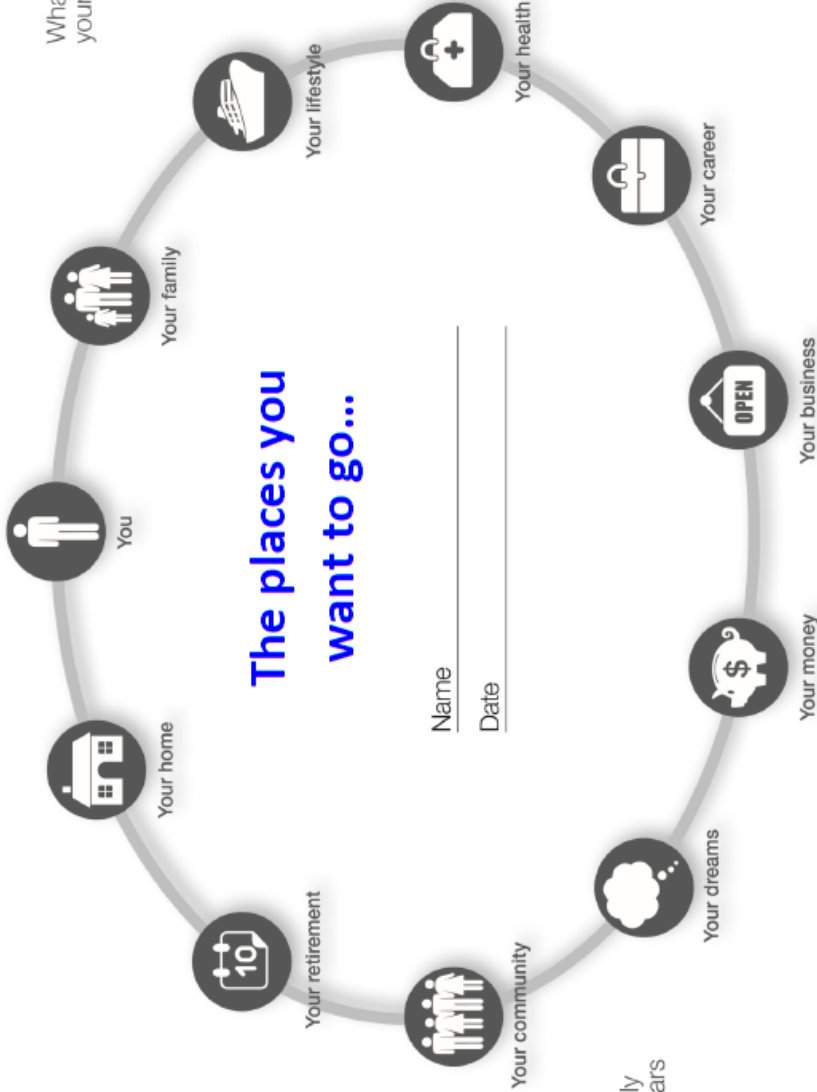 your
You
Your home
Your family
10
Your retirement
Your lifestyle
The places you
want to go...
Name
Date
Your community
Your health
Your dreams
Your career
$
OPEN
Your money
Your business